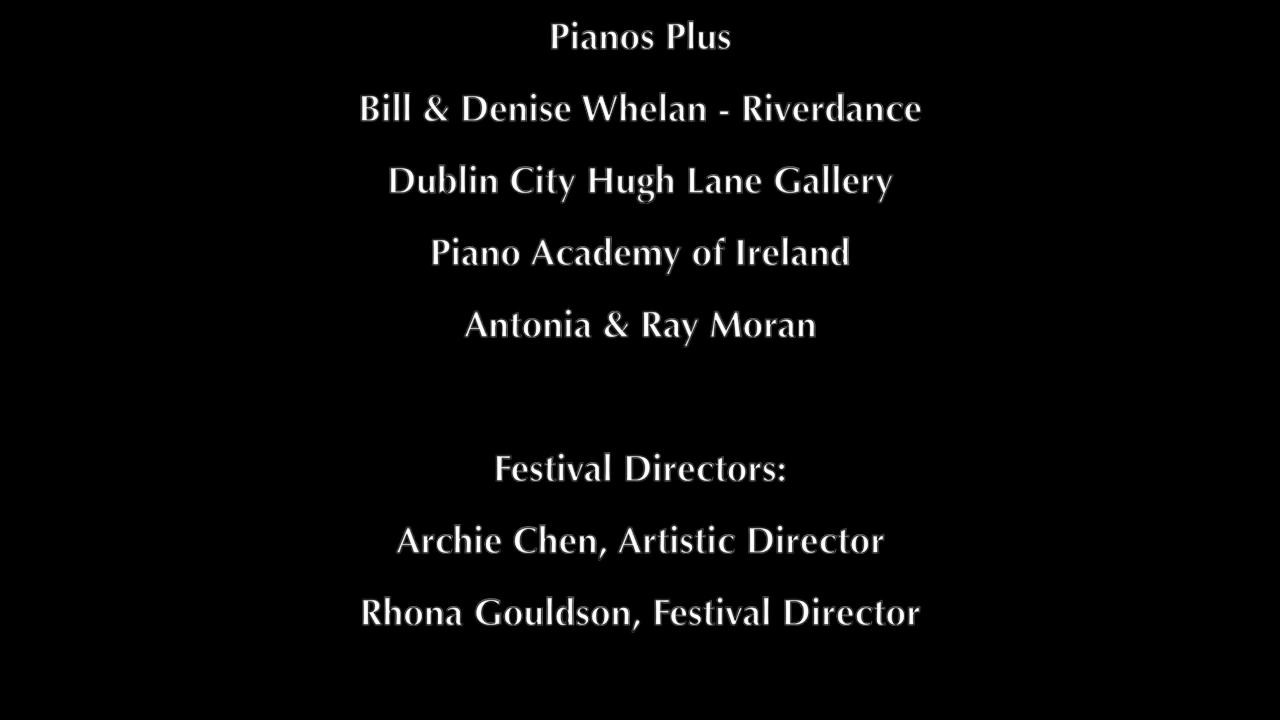 Pianos Plus
Bill & Denise Whelan - Riverdance
Dublin City Hugh Lane Gallery
Piano Academy of Ireland
Antonia & Ray Moran
Festival Directors:
Archie Chen, Artistic Director
Rhona Gouldson, Festival Director